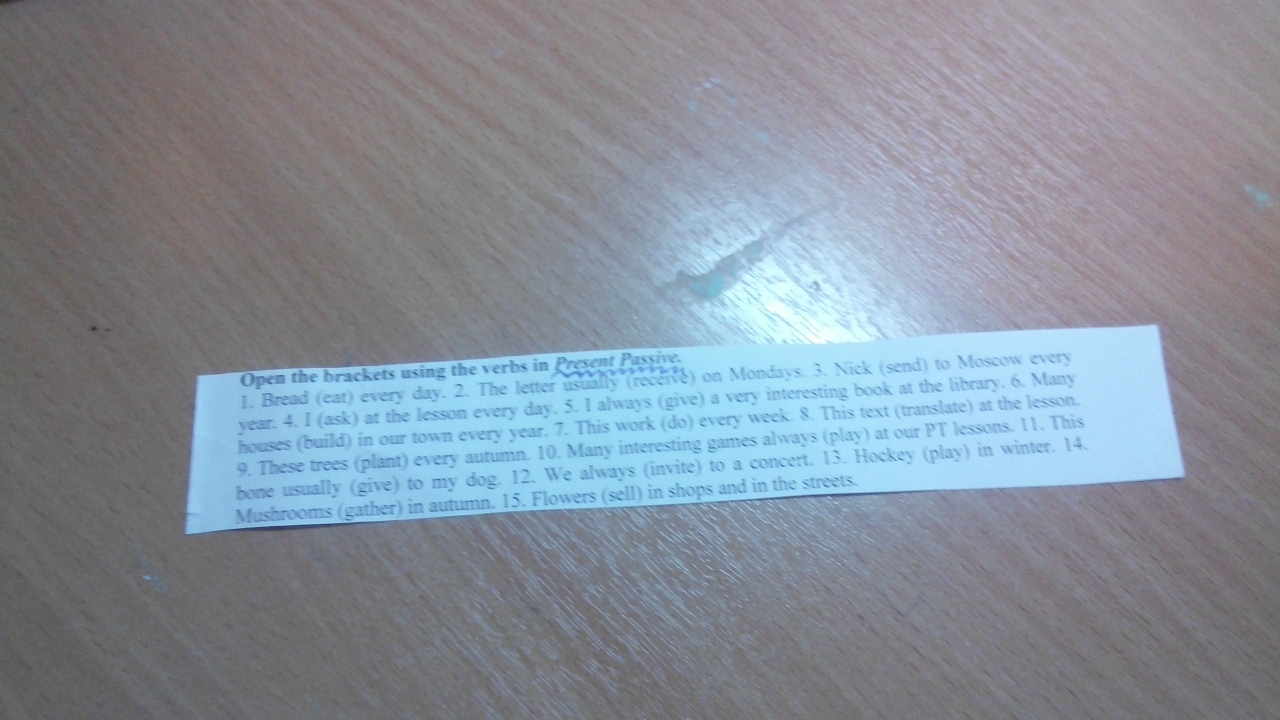 Open the brackets using the verbs in Present Passive.
1. Bread (eat) every day. 2. The letter usually (receive) on Mondays. 3. Nick (send) to Moscow every
year. 4. I (ask) at the lesson every day. 5. I always (give) a very interesting book at the library. 6. Many
houses (build) in our town every year. 7. This work (do) every week. 8. This text (translate) at the lesson.
9. These trees (plant) every autumn. 10. Many interesting games always (play) at our PT lessons. 11. This
bone usually (give) to my dog. 12. We always (invite) to a concert. 13. Hockey (play) in winter. 14.
Mushrooms (gather) in autumn. 15. Flowers (sell) in shops and in the streets.